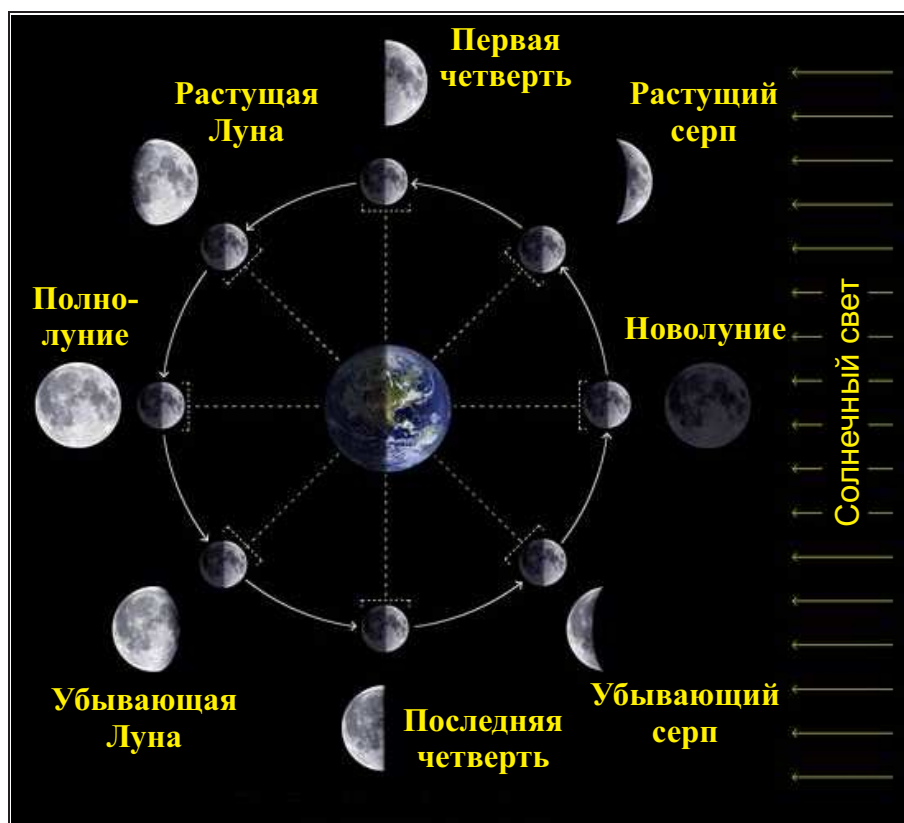 Первая
четверть
Растущая
Луна
Растущий
серп
Полно-
луние
Новолуние
Солнечный свет
Убывающая
Луна
Последняя
четверть
Убывающий
серп